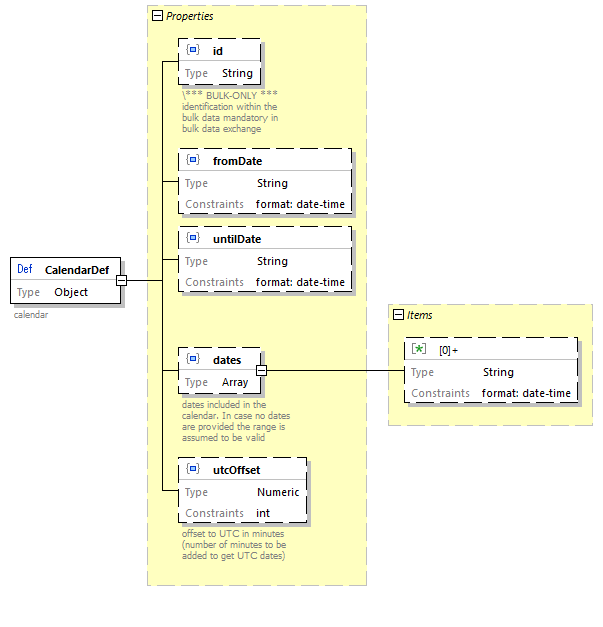 Properties
id
Type String
\*** BULK-ONLY ***
identification within the
bulk data mandatory in
bulk data exchange
fromDate
Type String
Constraints format: date-time
untilDate
Type String
Constraints format: date-time
Def CalendarDef
Type Object
calendar
dates
Type Array
dates included in the
calendar. In case no dates
are provided the range is
assumed to be valid
Items
[0]+
Type String
Constraints format: date-time
utcOffset
Type Numeric
Constraints int
offset to UTC in minutes
(number of minutes to be
added to get UTC dates)